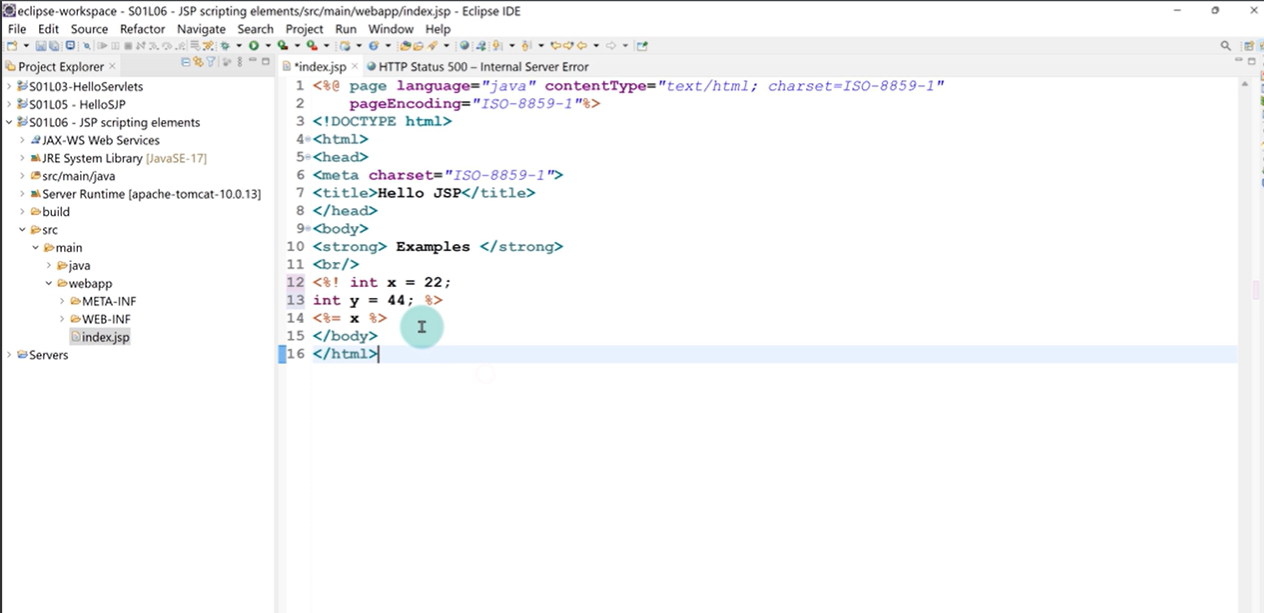 eclipse-workspace - S01L06 - JSP scripting elements/src/main/webapp/index.jsp - Eclipse IDE
File Edit Source Refactor Navigate Search Project Run Window Help
Project Explorer
*index.jsp
HTTP Status 500 – Internal Server Error
S01L03-HelloServlets
S01L05 - HelloSJP
S01L06 - JSP scripting elements
JAX-WS Web Services
JRE System Library [JavaSE-17]
src/main/java
Server Runtime [apache-tomcat-10.0.13]
build
src
main
java
webapp
META-INF
WEB-INF
index.jsp
Servers
1 <%@ page language="java" contentType="text/html; charset=ISO-8859-1"
2 pageEncoding="ISO-8859-1"%>
3 <!DOCTYPE html>
4 <html>
5 <head>
6 <meta charset="ISO-8859-1">
7 <title>Hello JSP</title>
8 </head>
9 <body>
10 <strong> Examples </strong>
11 <br/>
12 <%! int x = 22;
13 int y = 44; %>
14 <%= x %>
15 </body>
16 </html>